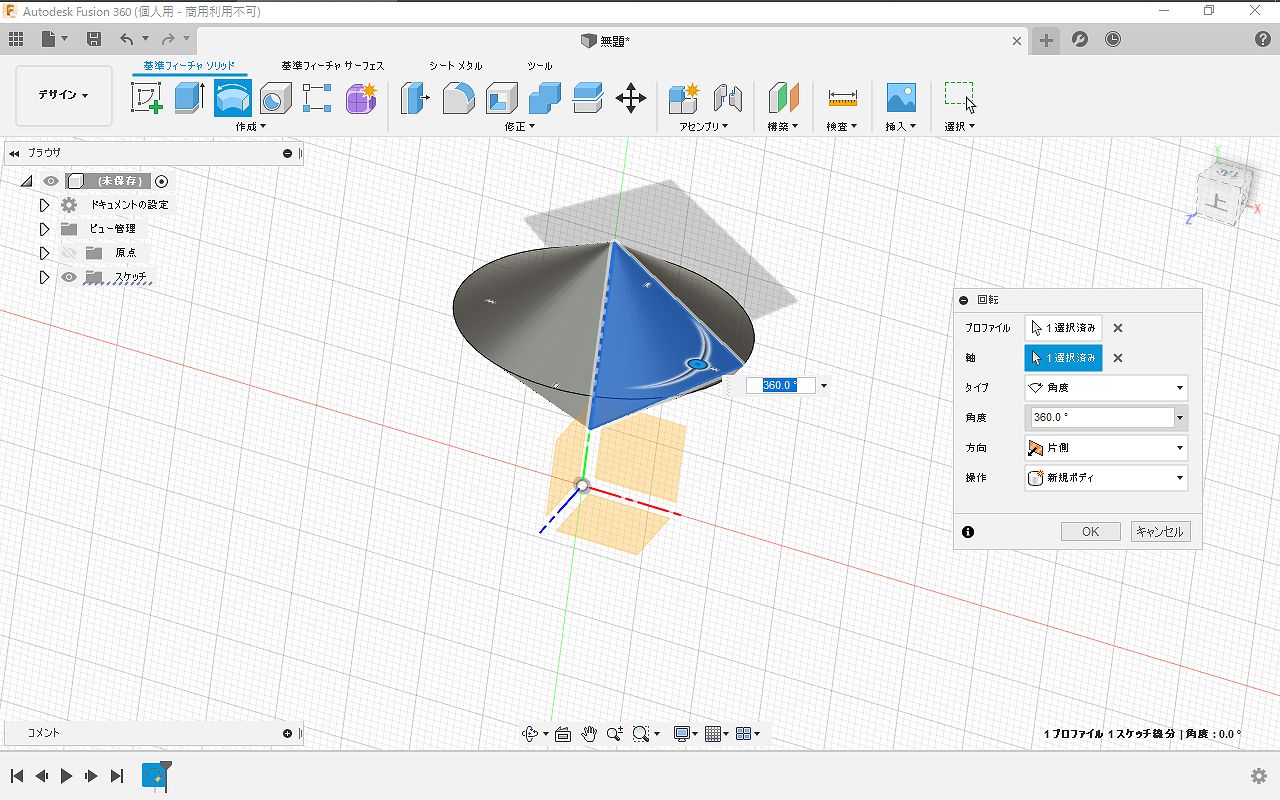 Autodesk Fusion 360 (個人用 - 商用利用不可)
無題*
基準フィーチャ ソリッド
基準フィーチャ サーフェス
シート メタル
ツール
デザイン
作成
修正
アセンブリ
構築
検査
挿入
選択
ブラウザ
(未保存)
ドキュメントの設定
ビュー管理
原点
スケッチ
Y
上
X
Z
回転
プロファイル
1 選択済み
軸
1 選択済み
タイプ
角度
360.0 °
角度
360.0 °
方向
片側
操作
新規ボディ
OK
キャンセル
コメント
1 プロファイル 1 スケッチ線分 | 角度 : 0.0 °